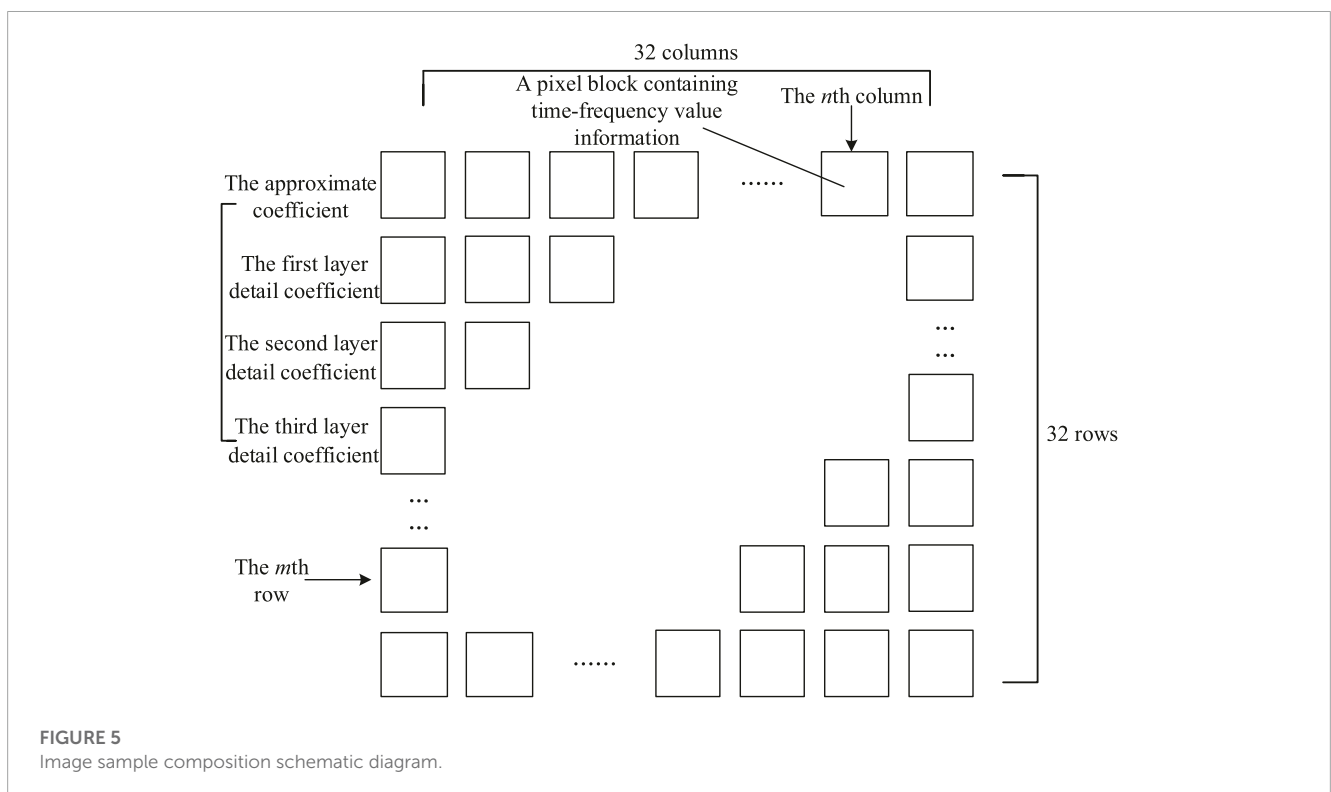 32 columns
A pixel block containing
time-frequency value
information
The nth column
The approximate
coefficient
......
The first layer
detail coefficient
...
...
The second layer
detail coefficient
The third layer
detail coefficient
32 rows
...
...
The mth
row
......
FIGURE 5
Image sample composition schematic diagram.